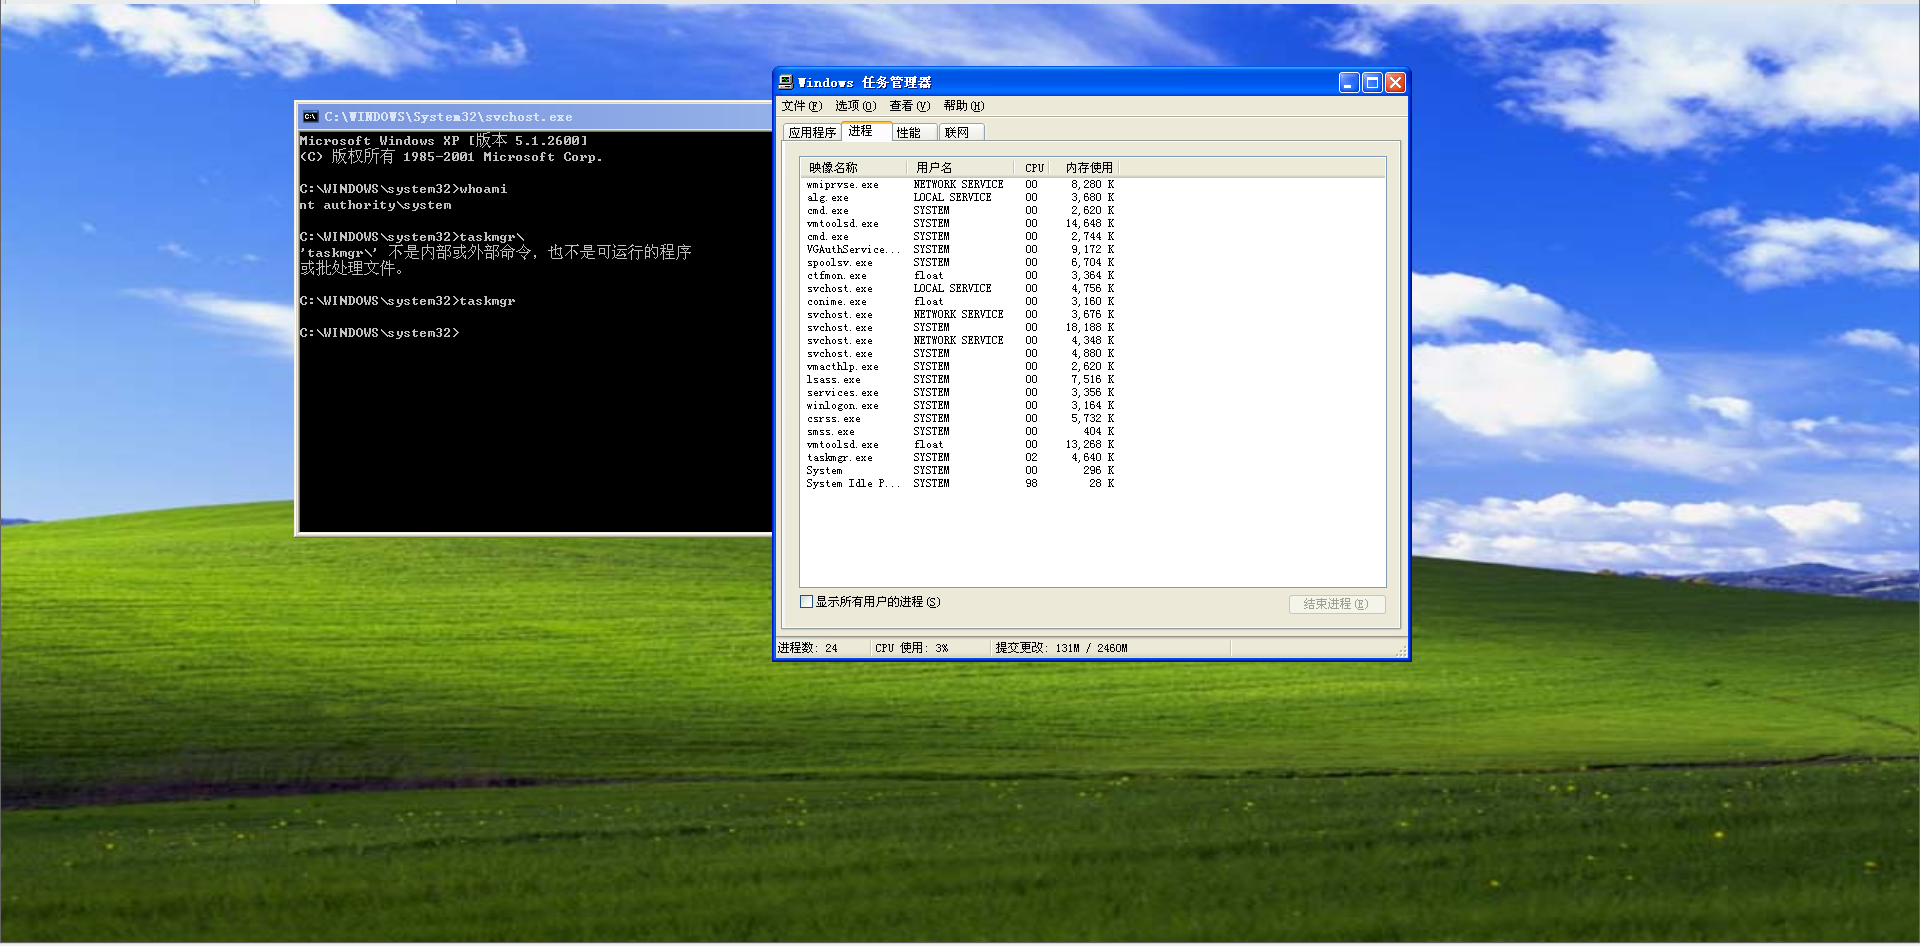 C:\WINDOWS\System32\svchost.exe
Microsoft Windows XP [版本 5.1.2600]
(C) 版权所有 1985-2001 Microsoft Corp.
C:\WINDOWS\system32>whoami
nt authority\system
C:\WINDOWS\system32>taskmgr\
'taskmgr\' 不是内部或外部命令，也不是可运行的程序
或批处理文件。
C:\WINDOWS\system32>taskmgr
C:\WINDOWS\system32>
Windows 任务管理器
文件(F) 选项(O) 查看(V) 帮助(H)
应用程序 进程 性能 联网
映像名称 用户名 CPU 内存使用
wmiprvse.exe NETWORK SERVICE 00 8,280 K
alg.exe LOCAL SERVICE 00 3,680 K
cmd.exe SYSTEM 00 2,620 K
vmtoolsd.exe SYSTEM 00 14,648 K
cmd.exe SYSTEM 00 2,744 K
VGAuthService... SYSTEM 00 9,172 K
spoolsv.exe SYSTEM 00 6,704 K
ctfmon.exe float 00 3,364 K
svchost.exe LOCAL SERVICE 00 4,756 K
conime.exe float 00 3,160 K
svchost.exe NETWORK SERVICE 00 3,676 K
svchost.exe SYSTEM 00 18,188 K
svchost.exe NETWORK SERVICE 00 4,348 K
svchost.exe SYSTEM 00 4,880 K
vmacthlp.exe SYSTEM 00 2,620 K
lsass.exe SYSTEM 00 7,516 K
services.exe SYSTEM 00 3,356 K
winlogon.exe SYSTEM 00 3,164 K
csrss.exe SYSTEM 00 5,732 K
smss.exe SYSTEM 00 404 K
vmtoolsd.exe float 00 13,268 K
taskmgr.exe SYSTEM 02 4,640 K
System SYSTEM 00 296 K
System Idle P... SYSTEM 98 28 K
显示所有用户的进程(S) 结束进程(E)
进程数: 24 CPU 使用: 3% 提交更改: 131M / 2460M